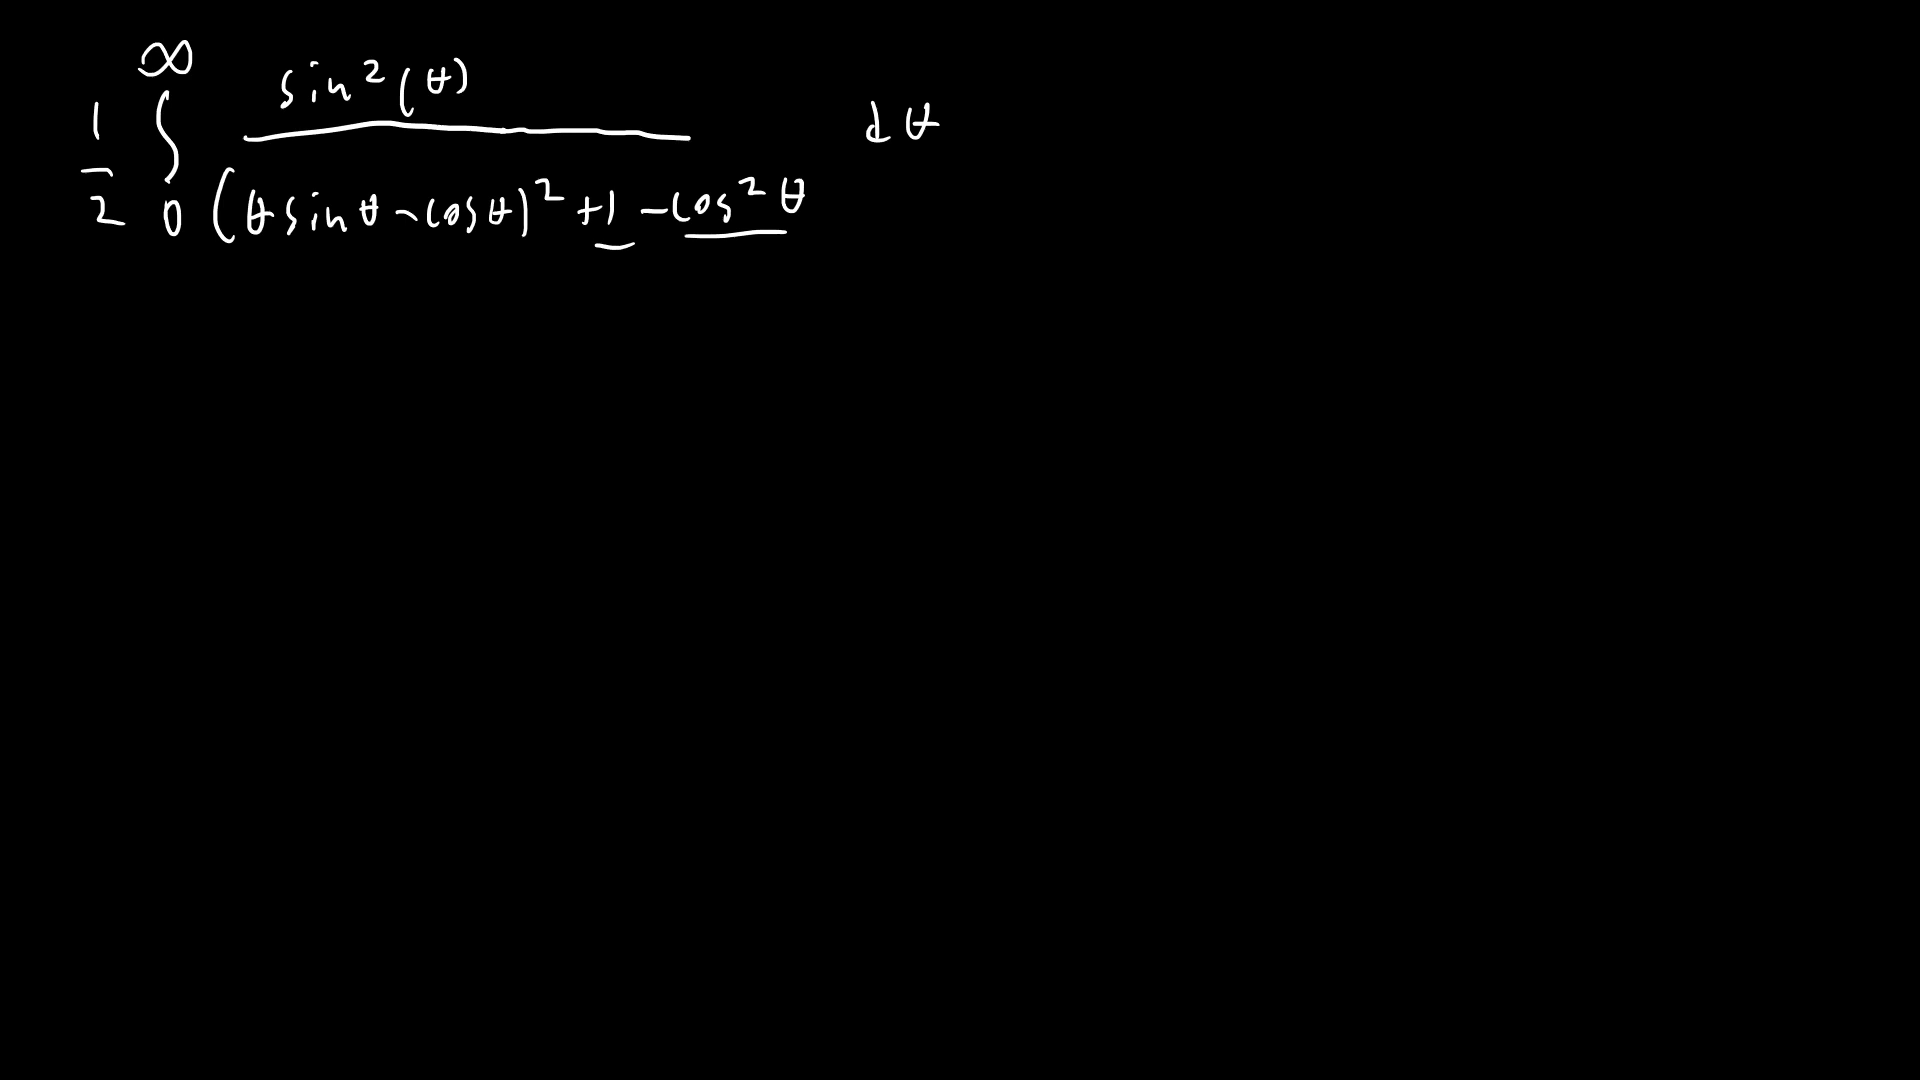 1/2 ∫₀^∞ sin²(θ) / ((θ sin θ - cos θ)² + 1 - cos² θ) dθ